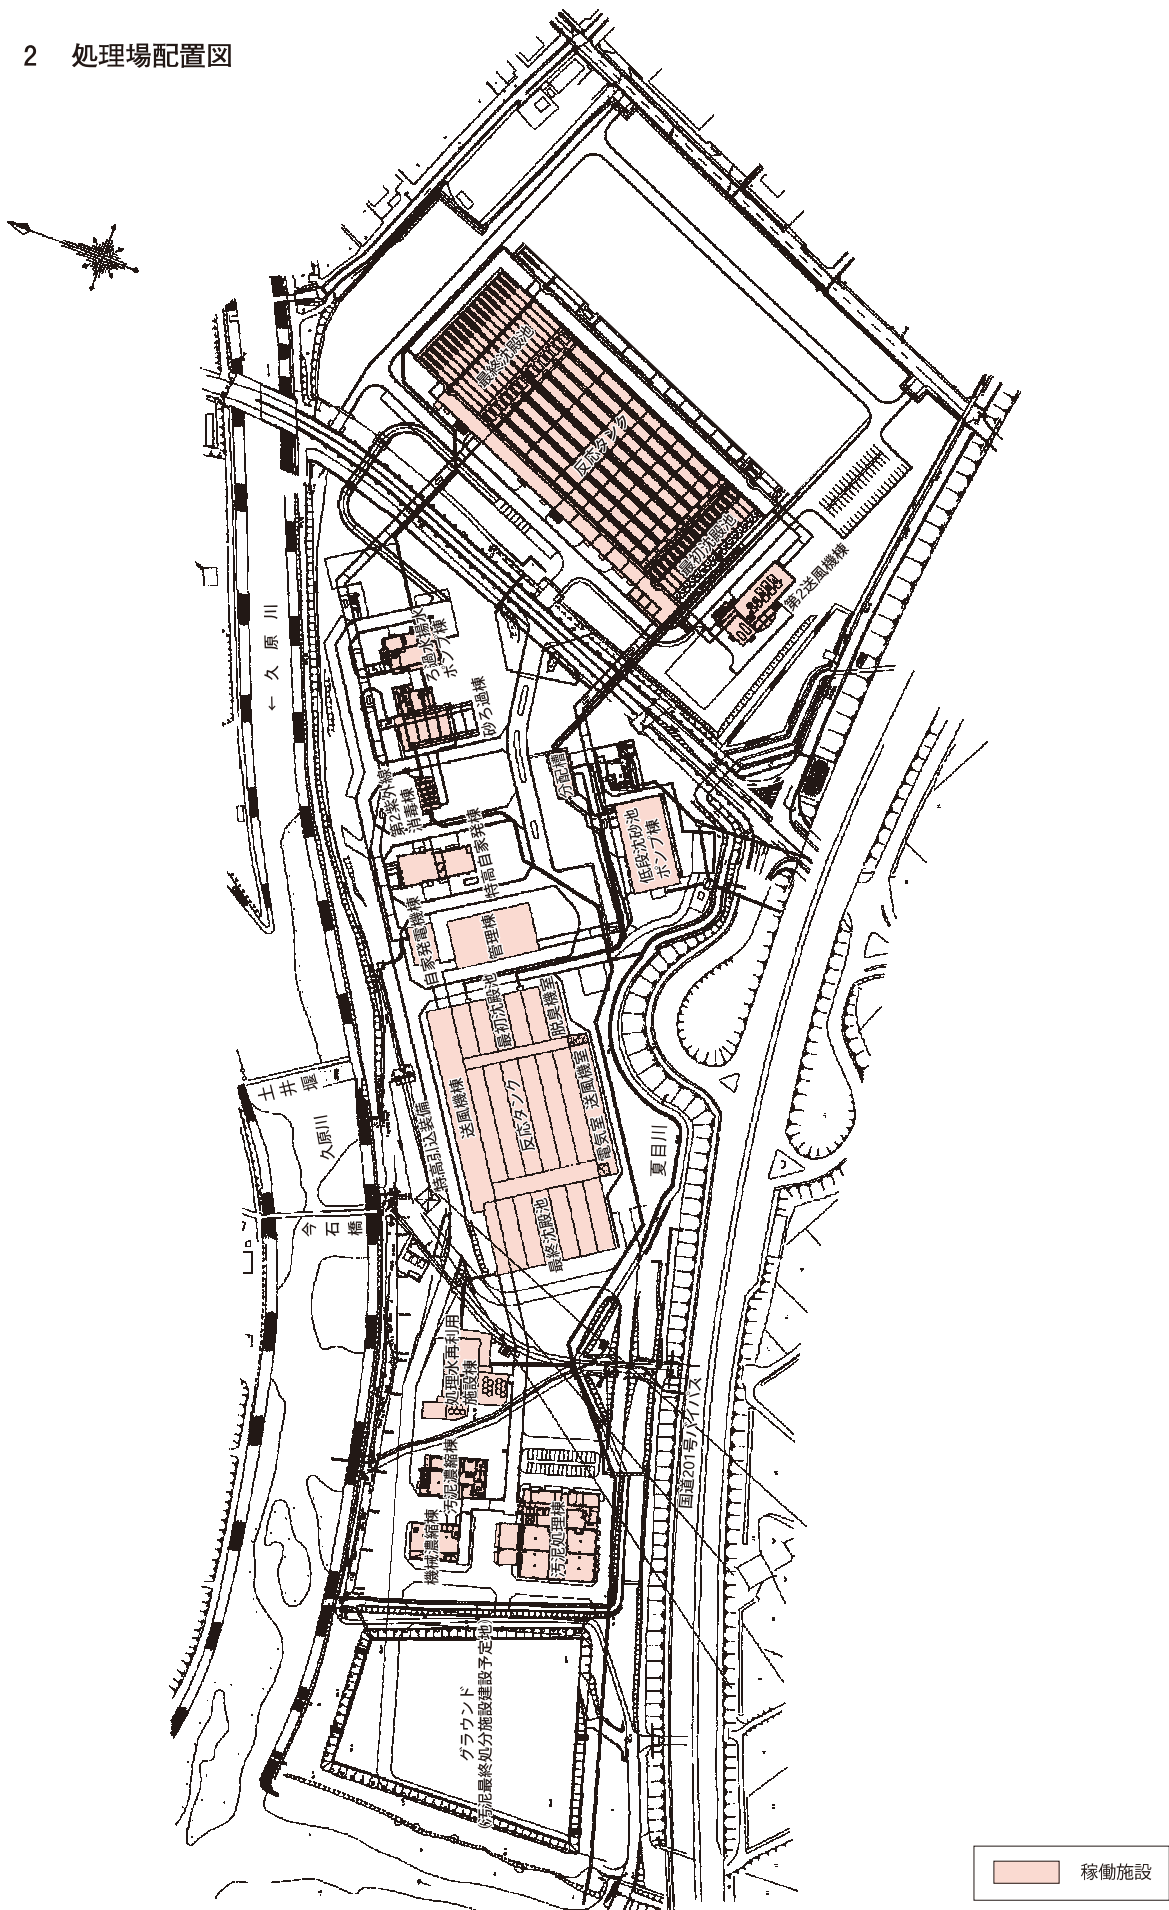 2 処理場配置図
最終沈殿池
反応タンク
最初沈殿池
第2送風機棟
← 久原川
ろ過水揚水
ポンプ棟
砂ろ過棟
第2紫外線
消毒棟
分配槽
低段沈砂池
ポンプ棟
特高自家発棟
自家発電機棟
管理棟
最初沈殿池
脱臭機室
送風機棟
反応タンク
送風機室
電気室
特高引込装備
最終沈殿池
土井堰
久原川
夏目川
今石橋
処理水再利用
施設棟
国道201号バイパス
汚泥濃縮棟
機械濃縮棟
汚泥処理棟
グラウンド
(汚泥最終処分施設建設予定地)
稼働施設